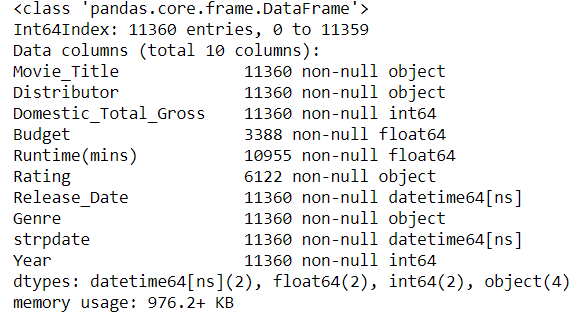 <class 'pandas.core.frame.DataFrame'>
Int64Index: 11360 entries, 0 to 11359
Data columns (total 10 columns):
Movie_Title 11360 non-null object
Distributor 11360 non-null object
Domestic_Total_Gross 11360 non-null int64
Budget 3388 non-null float64
Runtime(mins) 10955 non-null float64
Rating 6122 non-null object
Release_Date 11360 non-null datetime64[ns]
Genre 11360 non-null object
strpdate 11360 non-null datetime64[ns]
Year 11360 non-null int64
dtypes: datetime64[ns](2), float64(2), int64(2), object(4)
memory usage: 976.2+ KB